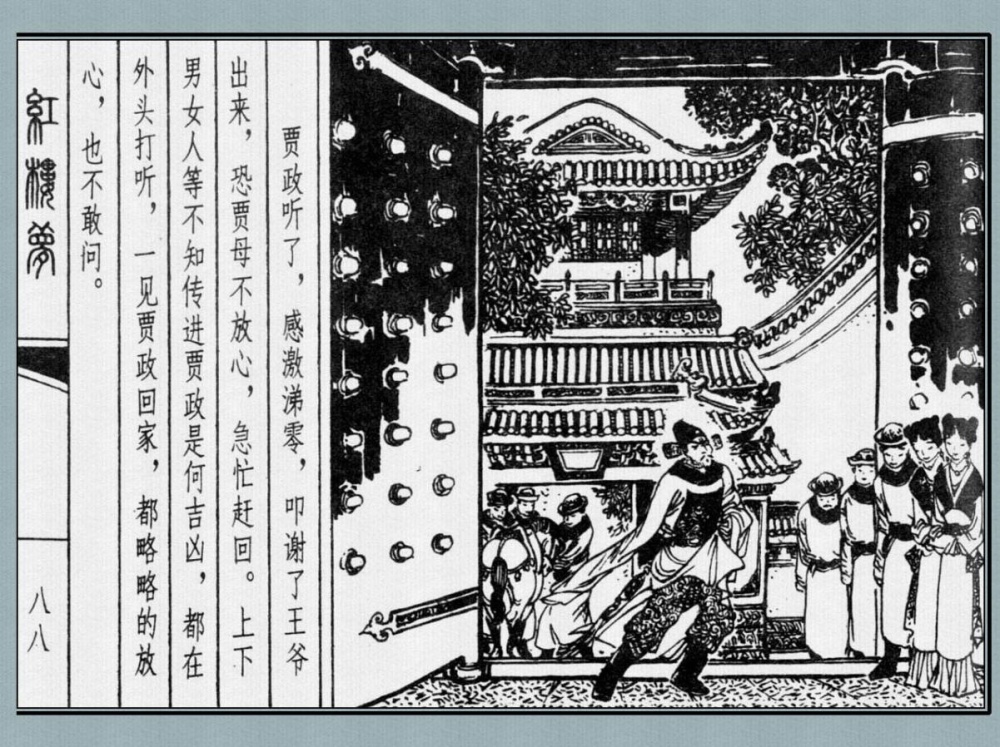 贾政听了，感激涕零，叩谢了王爷
出来，恐贾母不放心，急忙赶回。上下
男女人等不知传进贾政是何吉凶，都在
外头打听，一见贾政回家，都略略的放
心，也不敢问。
紅樓夢
八八